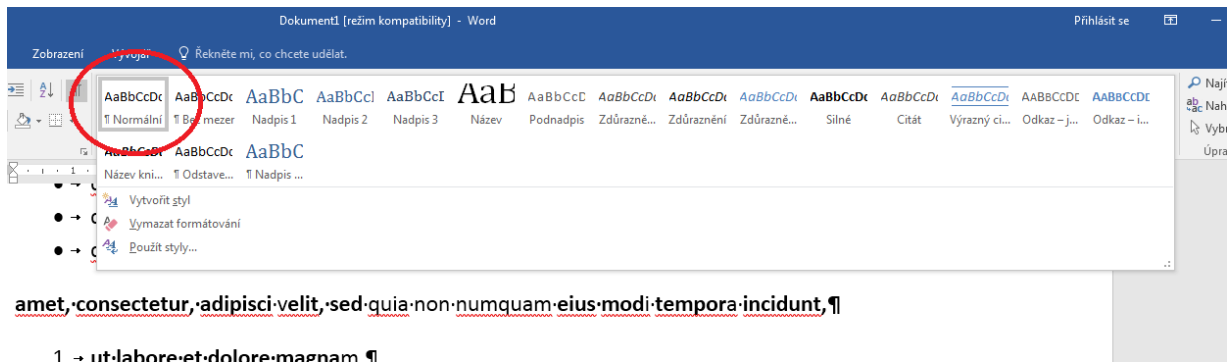 Dokument1 [režim kompatibility] - Word
Přihlásit se
Zobrazení Vývojář Řekněte mi, co chcete udělat.
AaBbCcDc AaBbCcDc AaBbC AaBbCcl AaBbCcI AaB AaBbCcD AaBbCcDc AaBbCcDc AaBbCcDc AaBbCcDc AaBbCcDc AaBbCcDc AABBCCDE AABBCCDE
¶ Normální ¶ Bez mezer Nadpis 1 Nadpis 2 Nadpis 3 Název Podnadpis Zdůrazně... Zdůraznění Zdůrazně... Silné Citát Výrazný ci... Odkaz – j... Odkaz – i...
AaBbCcDc AaBbCcDc AaBbC
Název kni... ¶ Odstave... ¶ Nadpis ...
Vytvořit styl
Vymazat formátování
Použít styly...
Najít
Nah
Vybr
Úpra
1
amet, consectetur, adipisci velit, sed quia non numquam eius modi tempora incidunt,¶
1. → ut labore et dolore magnam ¶